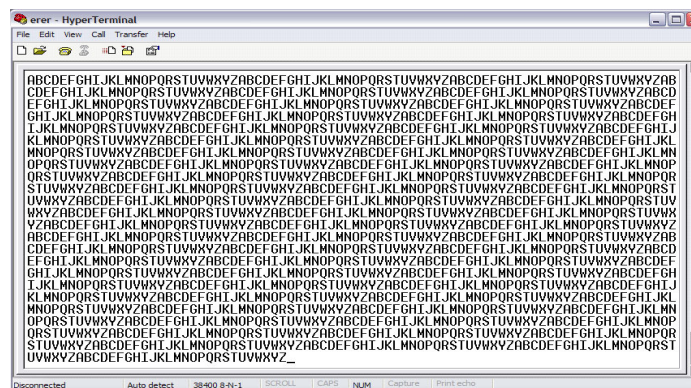 erer - HyperTerminal
File Edit View Call Transfer Help
ABCDEFGHIJKLMNOPQRSTUVWXYZABCDEFGHIJKLMNOPQRSTUVWXYZABCDEFGHIJKLMNOPQRSTUVWXYZAB
CDEFGHIJKLMNOPQRSTUVWXYZABCDEFGHIJKLMNOPQRSTUVWXYZABCDEFGHIJKLMNOPQRSTUVWXYZABCD
EFGHIJKLMNOPQRSTUVWXYZABCDEFGHIJKLMNOPQRSTUVWXYZABCDEFGHIJKLMNOPQRSTUVWXYZABCDEF
GHIJKLMNOPQRSTUVWXYZABCDEFGHIJKLMNOPQRSTUVWXYZABCDEFGHIJKLMNOPQRSTUVWXYZABCDEFGH
IJKLMNOPQRSTUVWXYZABCDEFGHIJKLMNOPQRSTUVWXYZABCDEFGHIJKLMNOPQRSTUVWXYZABCDEFGHIJ
KLMNOPQRSTUVWXYZABCDEFGHIJKLMNOPQRSTUVWXYZABCDEFGHIJKLMNOPQRSTUVWXYZABCDEFGHIJKL
MNOPQRSTUVWXYZABCDEFGHIJKLMNOPQRSTUVWXYZABCDEFGHIJKLMNOPQRSTUVWXYZABCDEFGHIJKLMN
OPQRSTUVWXYZABCDEFGHIJKLMNOPQRSTUVWXYZABCDEFGHIJKLMNOPQRSTUVWXYZABCDEFGHIJKLMNOP
QRSTUVWXYZABCDEFGHIJKLMNOPQRSTUVWXYZABCDEFGHIJKLMNOPQRSTUVWXYZABCDEFGHIJKLMNOPQR
STUVWXYZABCDEFGHIJKLMNOPQRSTUVWXYZABCDEFGHIJKLMNOPQRSTUVWXYZABCDEFGHIJKLMNOPQRST
UVWXYZABCDEFGHIJKLMNOPQRSTUVWXYZABCDEFGHIJKLMNOPQRSTUVWXYZABCDEFGHIJKLMNOPQRSTUV
WXYZABCDEFGHIJKLMNOPQRSTUVWXYZABCDEFGHIJKLMNOPQRSTUVWXYZABCDEFGHIJKLMNOPQRSTUVWX
YZABCDEFGHIJKLMNOPQRSTUVWXYZABCDEFGHIJKLMNOPQRSTUVWXYZABCDEFGHIJKLMNOPQRSTUVWXYZ
ABCDEFGHIJKLMNOPQRSTUVWXYZABCDEFGHIJKLMNOPQRSTUVWXYZABCDEFGHIJKLMNOPQRSTUVWXYZAB
CDEFGHIJKLMNOPQRSTUVWXYZABCDEFGHIJKLMNOPQRSTUVWXYZABCDEFGHIJKLMNOPQRSTUVWXYZABCD
EFGHIJKLMNOPQRSTUVWXYZABCDEFGHIJKLMNOPQRSTUVWXYZABCDEFGHIJKLMNOPQRSTUVWXYZABCDEF
GHIJKLMNOPQRSTUVWXYZABCDEFGHIJKLMNOPQRSTUVWXYZABCDEFGHIJKLMNOPQRSTUVWXYZABCDEFGH
IJKLMNOPQRSTUVWXYZABCDEFGHIJKLMNOPQRSTUVWXYZABCDEFGHIJKLMNOPQRSTUVWXYZABCDEFGHIJ
KLMNOPQRSTUVWXYZABCDEFGHIJKLMNOPQRSTUVWXYZABCDEFGHIJKLMNOPQRSTUVWXYZABCDEFGHIJKL
MNOPQRSTUVWXYZABCDEFGHIJKLMNOPQRSTUVWXYZABCDEFGHIJKLMNOPQRSTUVWXYZABCDEFGHIJKLMN
OPQRSTUVWXYZABCDEFGHIJKLMNOPQRSTUVWXYZABCDEFGHIJKLMNOPQRSTUVWXYZABCDEFGHIJKLMNOP
QRSTUVWXYZABCDEFGHIJKLMNOPQRSTUVWXYZABCDEFGHIJKLMNOPQRSTUVWXYZABCDEFGHIJKLMNOPQR
STUVWXYZABCDEFGHIJKLMNOPQRSTUVWXYZABCDEFGHIJKLMNOPQRSTUVWXYZABCDEFGHIJKLMNOPQRST
UVWXYZABCDEFGHIJKLMNOPQRSTUVWXYZ_
Disconnected Auto detect 38400 8-N-1 SCROLL CAPS NUM Capture Print echo